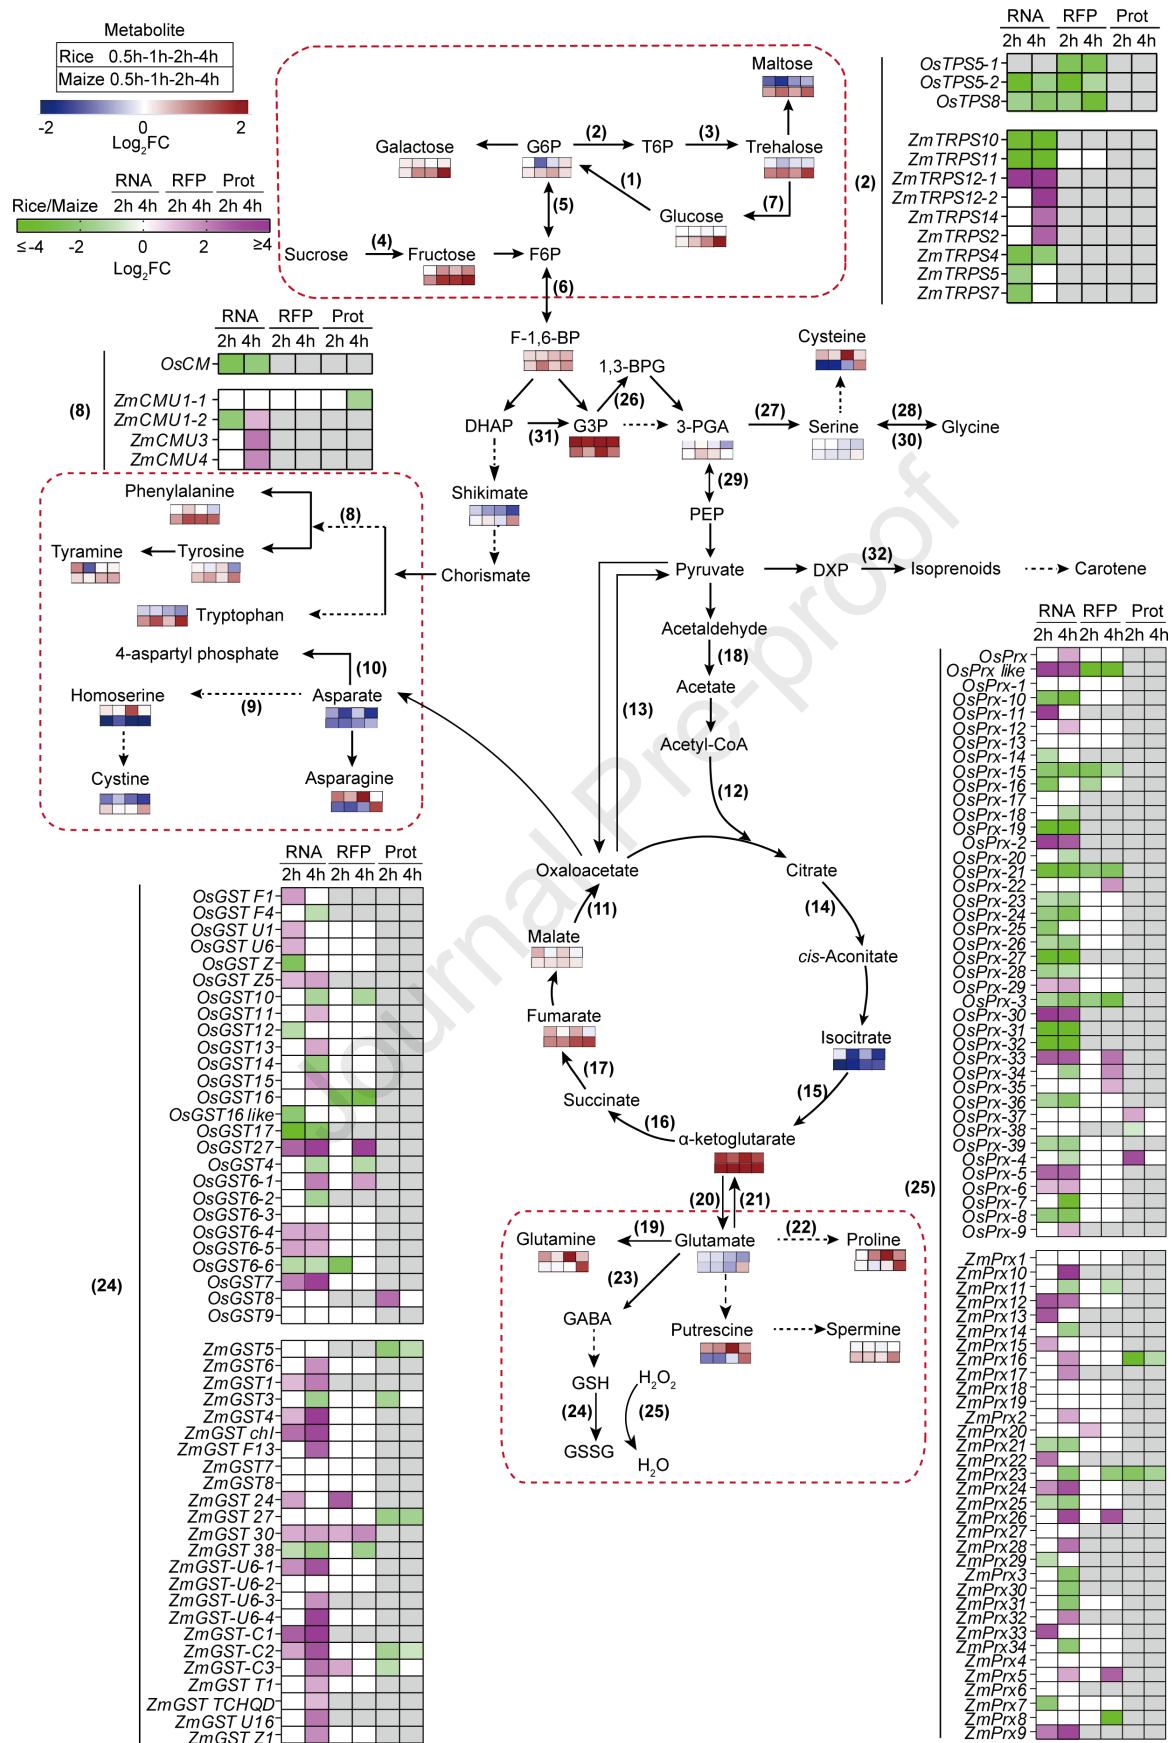 Metabolite
Rice 0.5h-1h-2h-4h
Maize 0.5h-1h-2h-4h
-2 0 2
Log2FC
RNA RFP Prot
Rice/Maize 2h 4h 2h 4h 2h 4h
≤-4 -2 0 2 ≥4
Log2FC
RNA RFP Prot
2h 4h
OsTPS5-1
OsTPS5-2
OsTPS8
(2)
ZmTRPS10
ZmTRPS11
ZmTRPS12-1
ZmTRPS12-2
ZmTRPS14
ZmTRPS2
ZmTRPS4
ZmTRPS5
ZmTRPS7
Maltose
Galactose
G6P
(2)
T6P
(3)
Trehalose
(1)
(7)
Glucose
(5)
Sucrose
(4)
Fructose
F6P
(6)
RNA RFP Prot
2h 4h 2h 4h 2h 4h
OsCM
(8)
ZmCMU1-1
ZmCMU1-2
ZmCMU3
ZmCMU4
F-1,6-BP
1,3-BPG
Cysteine
(26)
DHAP
(31)
G3P
3-PGA
(27)
Serine
(28)
(30)
Glycine
(29)
Shikimate
PEP
Phenylalanine
(8)
Tyramine
Tyrosine
Chorismate
Pyruvate
DXP
(32)
Isoprenoids
Carotene
Tryptophan
Acetaldehyde
(18)
4-aspartyl phosphate
(10)
Acetate
Homoserine
(9)
Asparate
(13)
Acetyl-CoA
Cystine
Asparagine
(12)
Oxaloacetate
Citrate
(11)
(14)
Malate
cis-Aconitate
Fumarate
Isocitrate
(17)
(15)
Succinate
(16)
α-ketoglutarate
(20)
(21)
Glutamine
(19)
Glutamate
(22)
Proline
(23)
GABA
Putrescine
Spermine
GSH
H2O2
(24)
(25)
GSSG
H2O
RNA RFP Prot
2h 4h 2h 4h 2h 4h
(24)
OsGST F1
OsGST F4
OsGST U1
OsGST U6
OsGST Z
OsGST Z5
OsGST10
OsGST11
OsGST12
OsGST13
OsGST14
OsGST15
OsGST16
OsGST16 like
OsGST17
OsGST27
OsGST4
OsGST6-1
OsGST6-2
OsGST6-3
OsGST6-4
OsGST6-5
OsGST6-6
OsGST7
OsGST8
OsGST9
ZmGST5
ZmGST6
ZmGST1
ZmGST3
ZmGST4
ZmGST chl
ZmGST F13
ZmGST7
ZmGST8
ZmGST 24
ZmGST 27
ZmGST 30
ZmGST 38
ZmGST-U6-1
ZmGST-U6-2
ZmGST-U6-3
ZmGST-U6-4
ZmGST-C1
ZmGST-C2
ZmGST-C3
ZmGST T1
ZmGST TCHQD
ZmGST U16
ZmGST Z1
RNA RFP Prot
2h 4h 2h 4h 2h 4h
(25)
OsPrx
OsPrx like
OsPrx-1
OsPrx-10
OsPrx-11
OsPrx-12
OsPrx-13
OsPrx-14
OsPrx-15
OsPrx-16
OsPrx-17
OsPrx-18
OsPrx-19
OsPrx-2
OsPrx-20
OsPrx-21
OsPrx-22
OsPrx-23
OsPrx-24
OsPrx-25
OsPrx-26
OsPrx-27
OsPrx-28
OsPrx-29
OsPrx-3
OsPrx-30
OsPrx-31
OsPrx-32
OsPrx-33
OsPrx-34
OsPrx-35
OsPrx-36
OsPrx-37
OsPrx-38
OsPrx-39
OsPrx-4
OsPrx-5
OsPrx-6
OsPrx-7
OsPrx-8
OsPrx-9
ZmPrx1
ZmPrx10
ZmPrx11
ZmPrx12
ZmPrx13
ZmPrx14
ZmPrx15
ZmPrx16
ZmPrx17
ZmPrx18
ZmPrx19
ZmPrx2
ZmPrx20
ZmPrx21
ZmPrx22
ZmPrx23
ZmPrx24
ZmPrx25
ZmPrx26
ZmPrx27
ZmPrx28
ZmPrx29
ZmPrx3
ZmPrx30
ZmPrx31
ZmPrx32
ZmPrx33
ZmPrx34
ZmPrx4
ZmPrx5
ZmPrx6
ZmPrx7
ZmPrx8
ZmPrx9
Journal Pre-proof